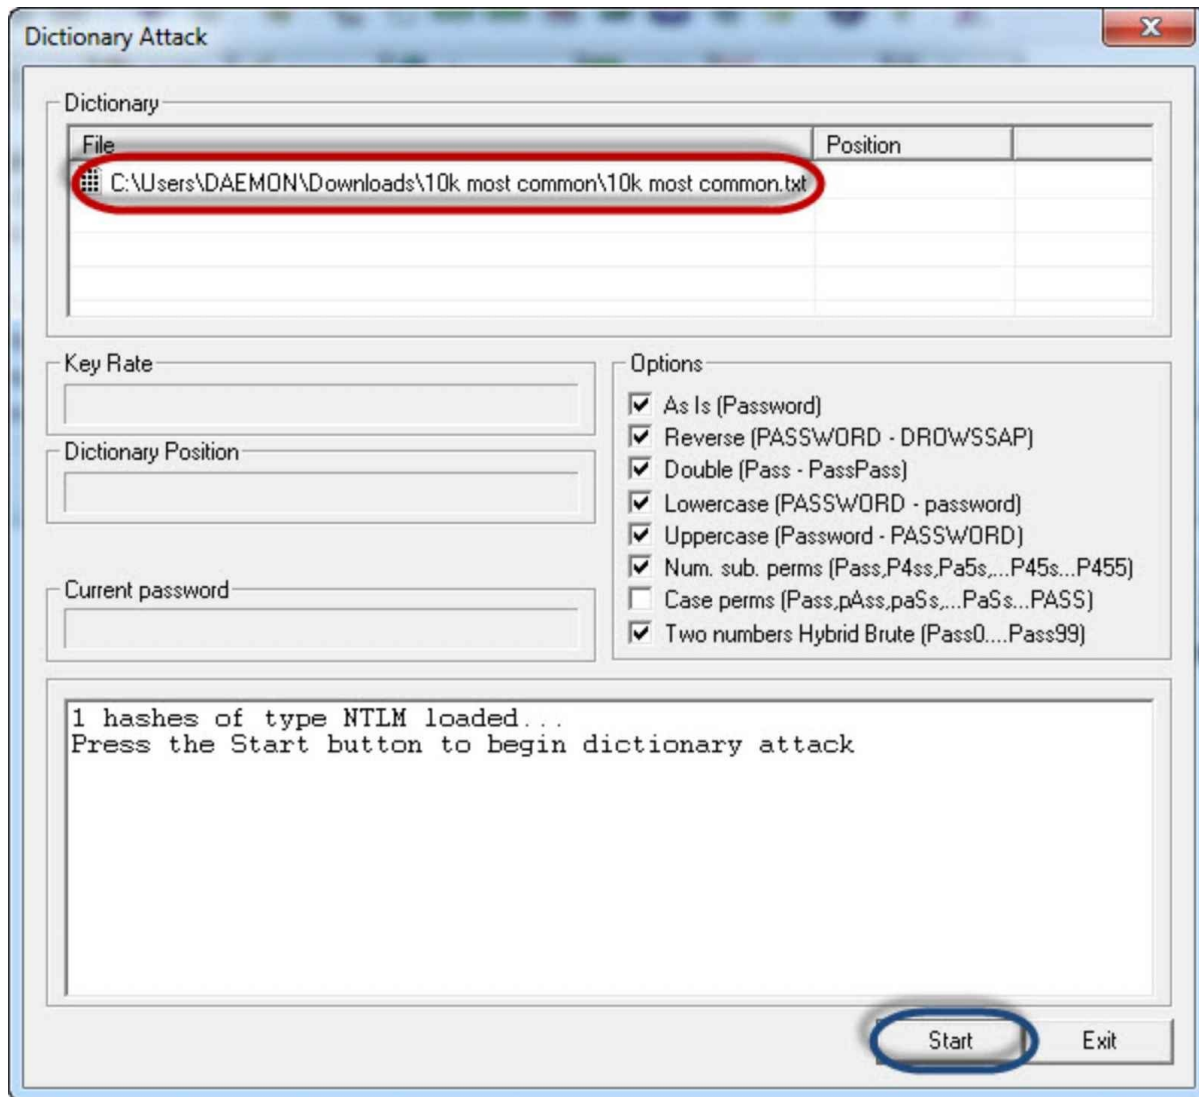 Dictionary Attack
Dictionary
File Position
C:\Users\DAEMON\Downloads\10k most common\10k most common.txt
Key Rate
Dictionary Position
Current password
Options
As Is (Password)
Reverse (PASSWORD - DROWSSAP)
Double (Pass - PassPass)
Lowercase (PASSWORD - password)
Uppercase (Password - PASSWORD)
Num. sub. perms (Pass,P4ss,Pa5s,...P45s...P455)
Case perms (Pass,pAss,paSs,...PaSs...PASS)
Two numbers Hybrid Brute (Pass0....Pass99)
1 hashes of type NTLM loaded...
Press the Start button to begin dictionary attack
Start Exit